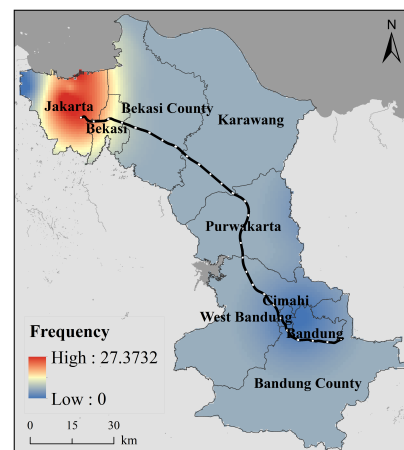 N
Jakarta
Bekasi County
Bekasi
Karawang
Purwakarta
Cimahi
West Bandung
Bandung
Bandung County
Frequency
High : 27.3732
Low : 0
0 15 30
km